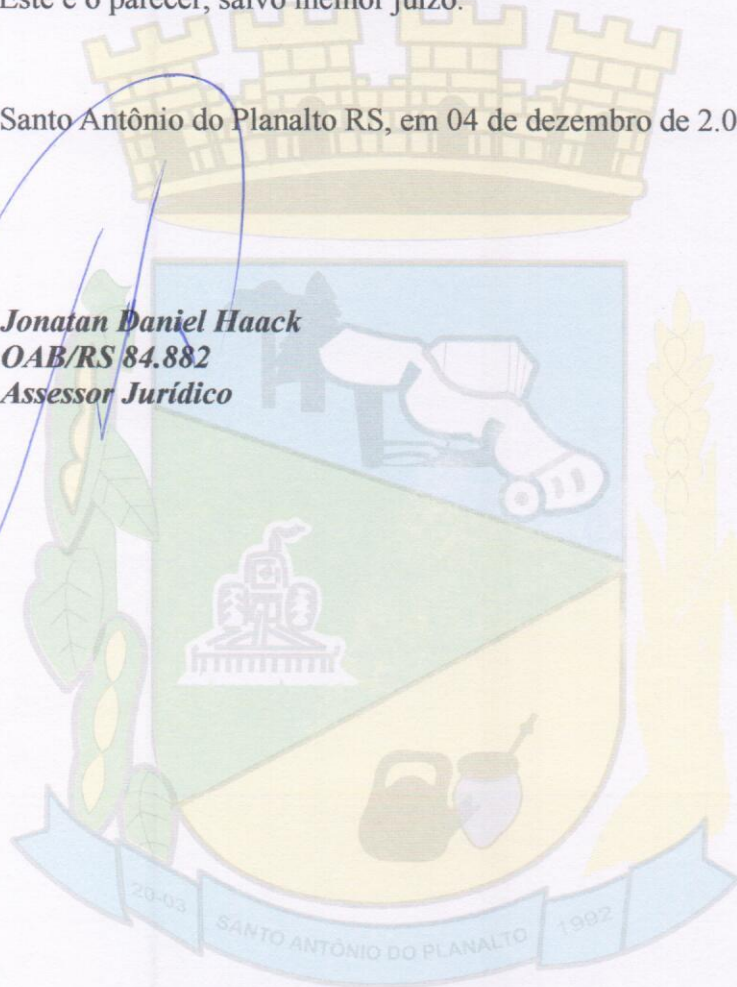 Este é o parecer, salvo melhor juízo.
Santo Antônio do Planalto RS, em 04 de dezembro de 2.0
Jonatan Daniel Haack
OAB/RS 84.882
Assessor Jurídico
20-03
SANTO ANTÔNIO DO PLANALTO
1992